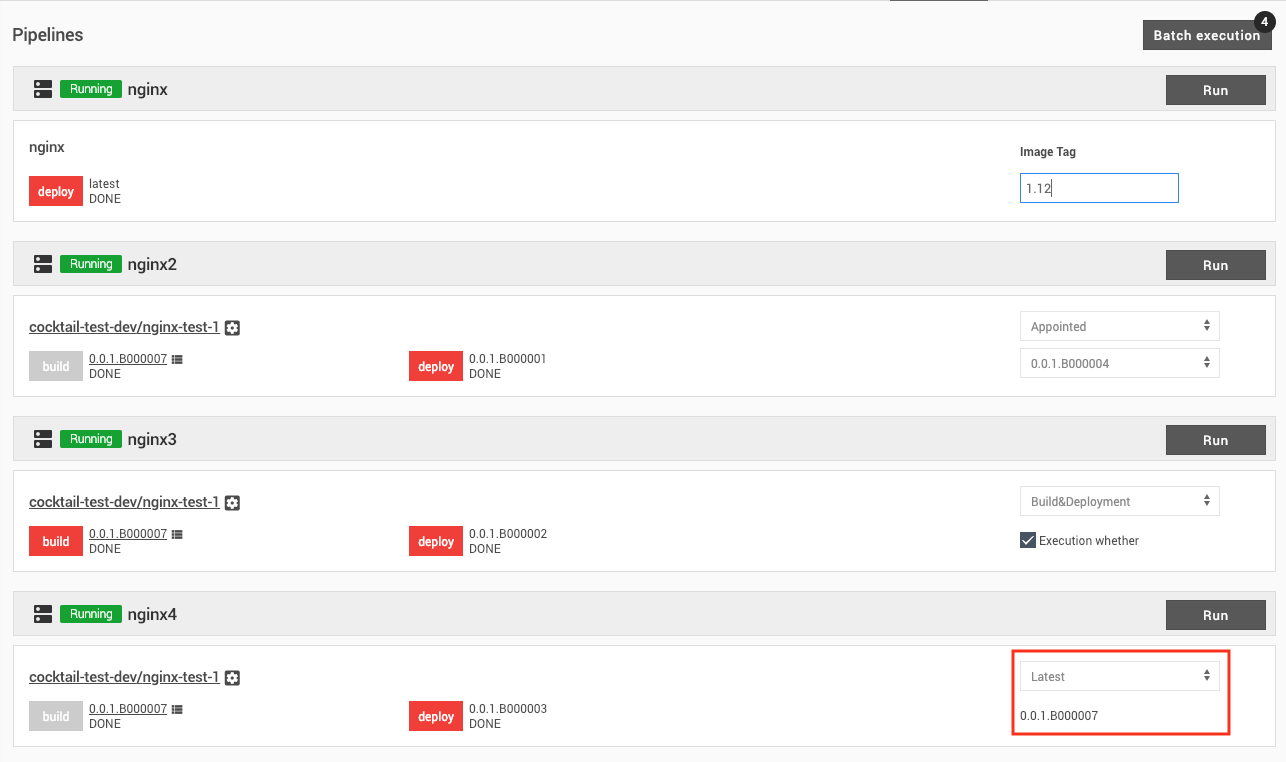 4
Pipelines
Batch execution
Running nginx
Run
nginx
Image Tag
deploy
latest
DONE
1.12
Running nginx2
Run
cocktail-test-dev/nginx-test-1
Appointed
build
0.0.1.B000007
DONE
deploy
0.0.1.B000001
DONE
0.0.1.B000004
Running nginx3
Run
cocktail-test-dev/nginx-test-1
Build&Deployment
build
0.0.1.B000007
DONE
deploy
0.0.1.B000002
DONE
Execution whether
Running nginx4
Run
cocktail-test-dev/nginx-test-1
Latest
build
0.0.1.B000007
DONE
deploy
0.0.1.B000003
DONE
0.0.1.B000007